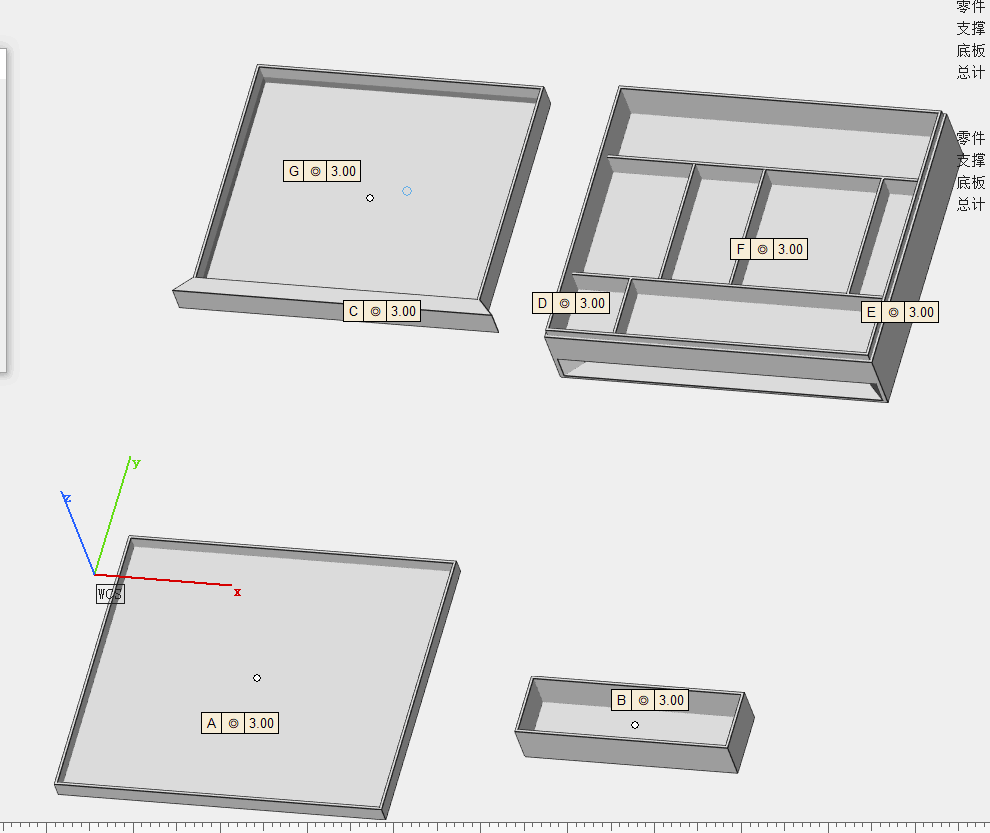 零件
支撑
底板
总计
零件
支撑
底板
总计
G ◎ 3.00
F ◎ 3.00
D ◎ 3.00
C ◎ 3.00
E ◎ 3.00
y
z
x
WCS
B ◎ 3.00
A ◎ 3.00